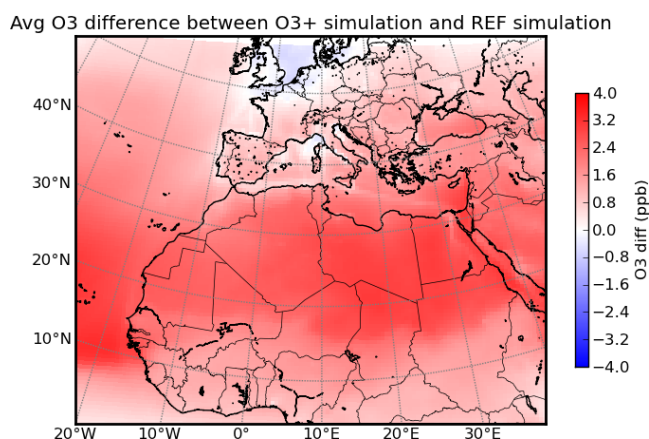 Avg O3 difference between O3+ simulation and REF simulation
40°N
30°N
20°N
10°N
20°W
10°W
0°
10°E
20°E
30°E
4.0
3.2
2.4
1.6
0.8
0.0
−0.8
−1.6
−2.4
−3.2
−4.0
O3 diff (ppb)